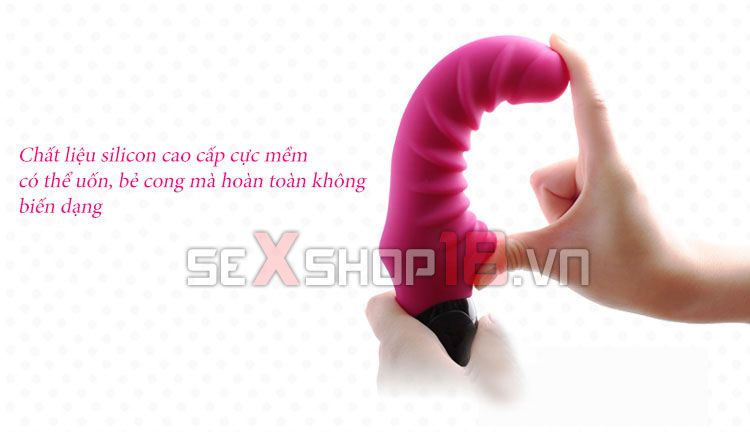 Chất liệu silicon cao cấp cực mềm
có thể uốn, bẻ cong mà hoàn toàn không
biến dạng
seXshop18.vn